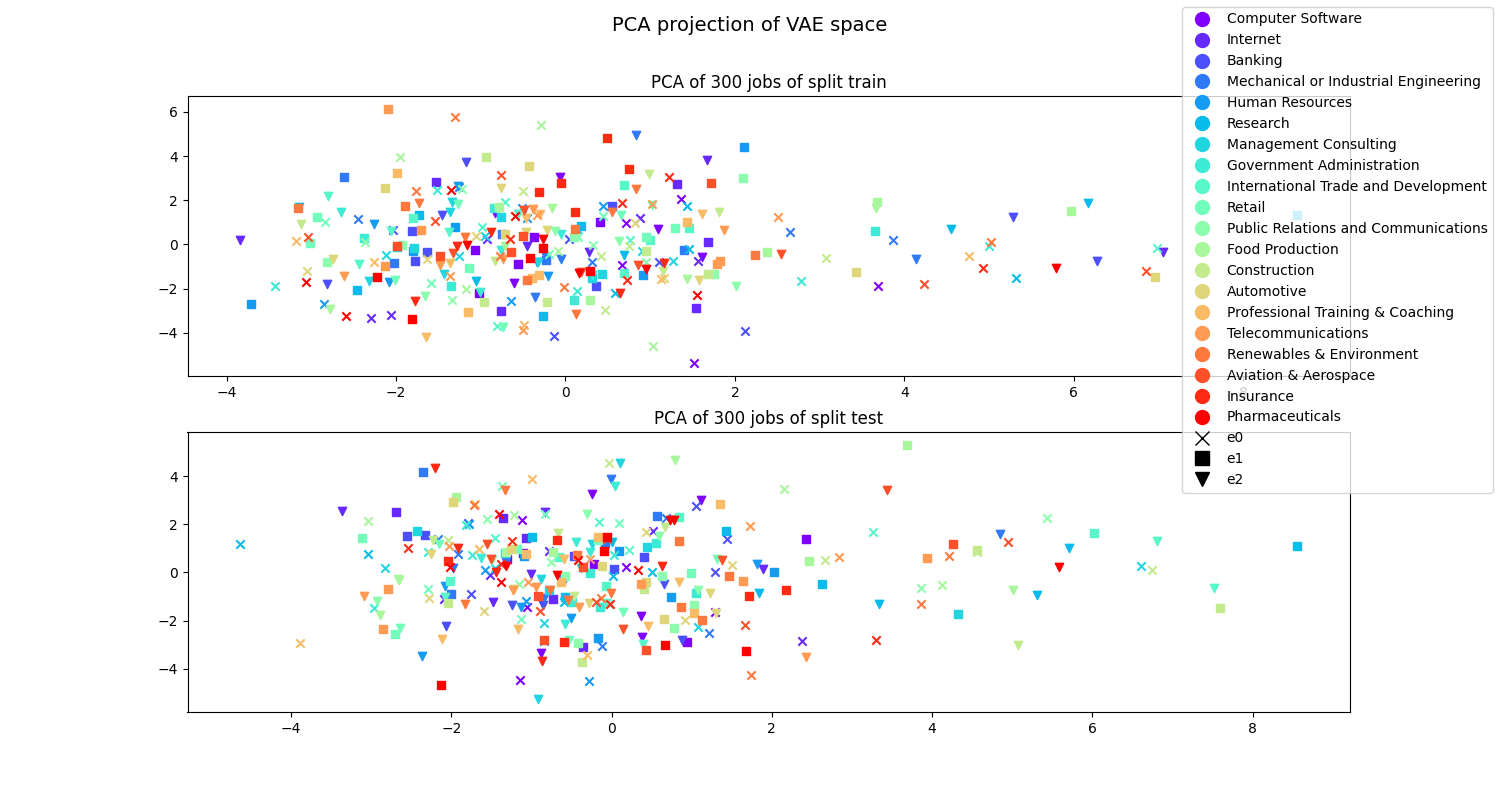 PCA projection of VAE space
PCA of 300 jobs of split train
6
4
2
0
−2
−4
−4
−2
0
2
4
6
8
PCA of 300 jobs of split test
4
2
0
−2
−4
−4
−2
0
2
4
6
8
Computer Software
Internet
Banking
Mechanical or Industrial Engineering
Human Resources
Research
Management Consulting
Government Administration
International Trade and Development
Retail
Public Relations and Communications
Food Production
Construction
Automotive
Professional Training & Coaching
Telecommunications
Renewables & Environment
Aviation & Aerospace
Insurance
Pharmaceuticals
e0
e1
e2